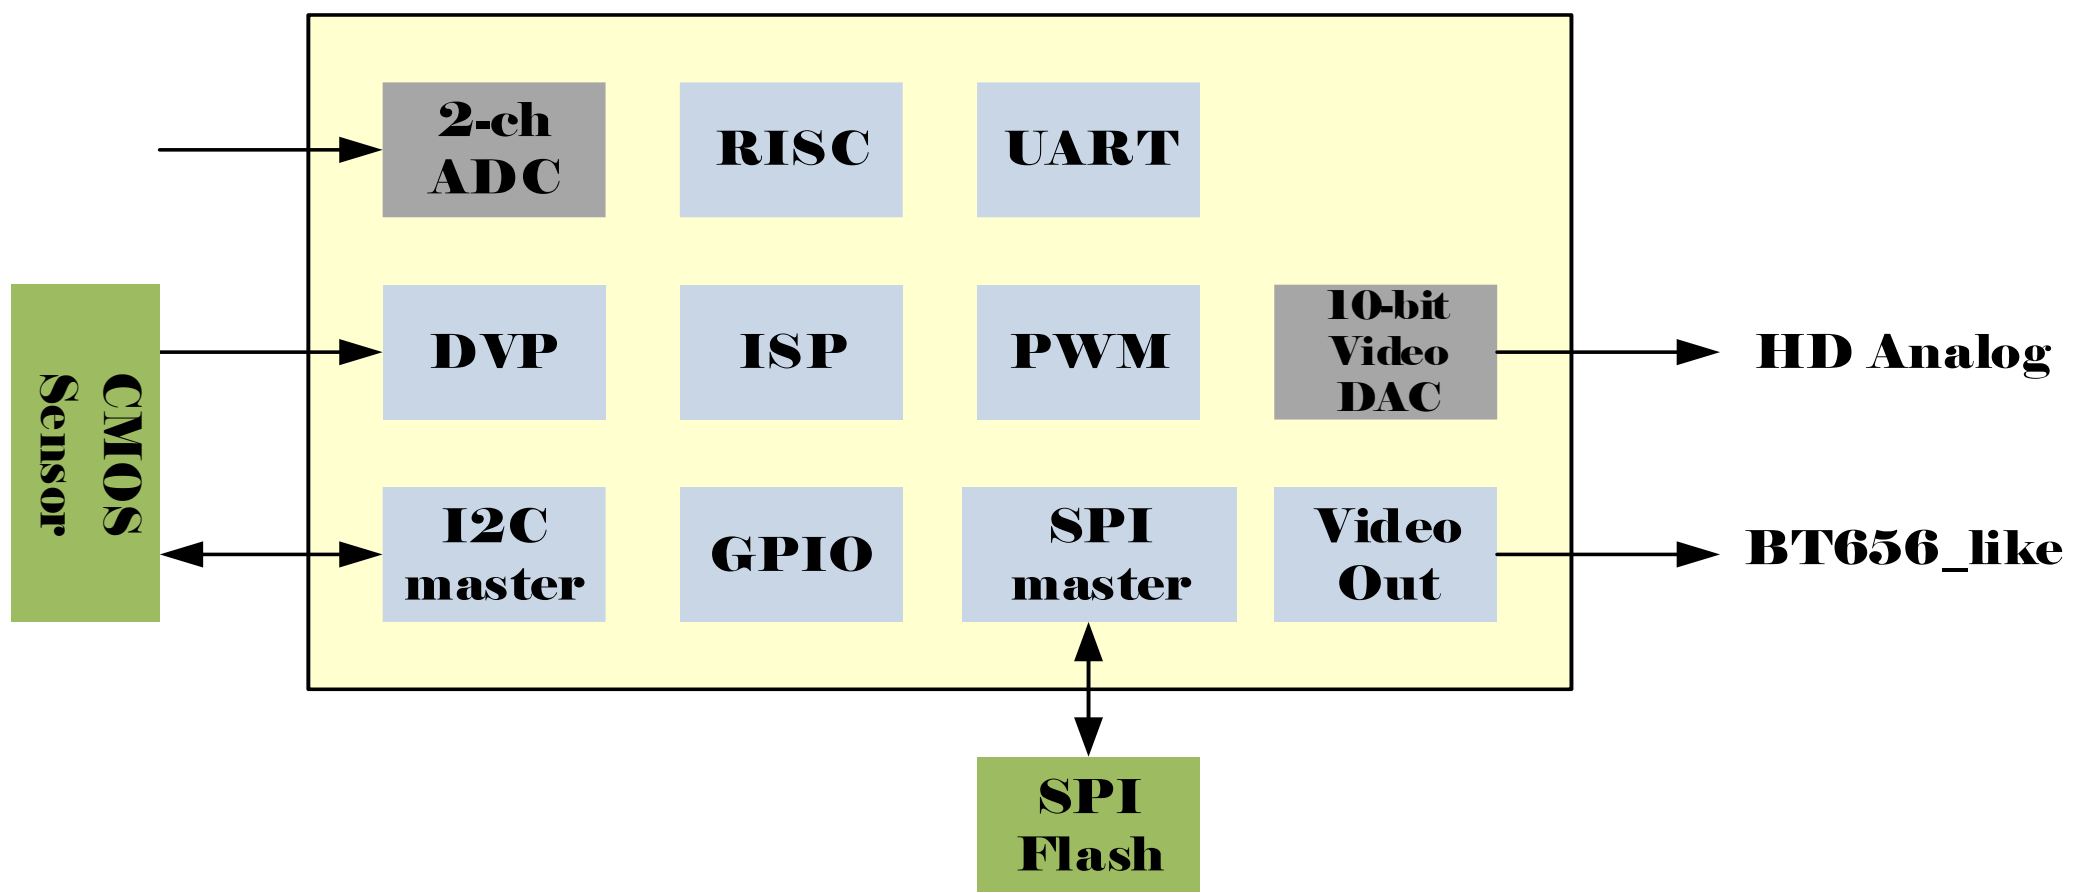 2-ch
ADC
RISC
UART
CMOS
Sensor
DVP
ISP
PWM
10-bit
Video
DAC
HD Analog
I2C
master
GPIO
SPI
master
Video
Out
BT656_like
SPI
Flash